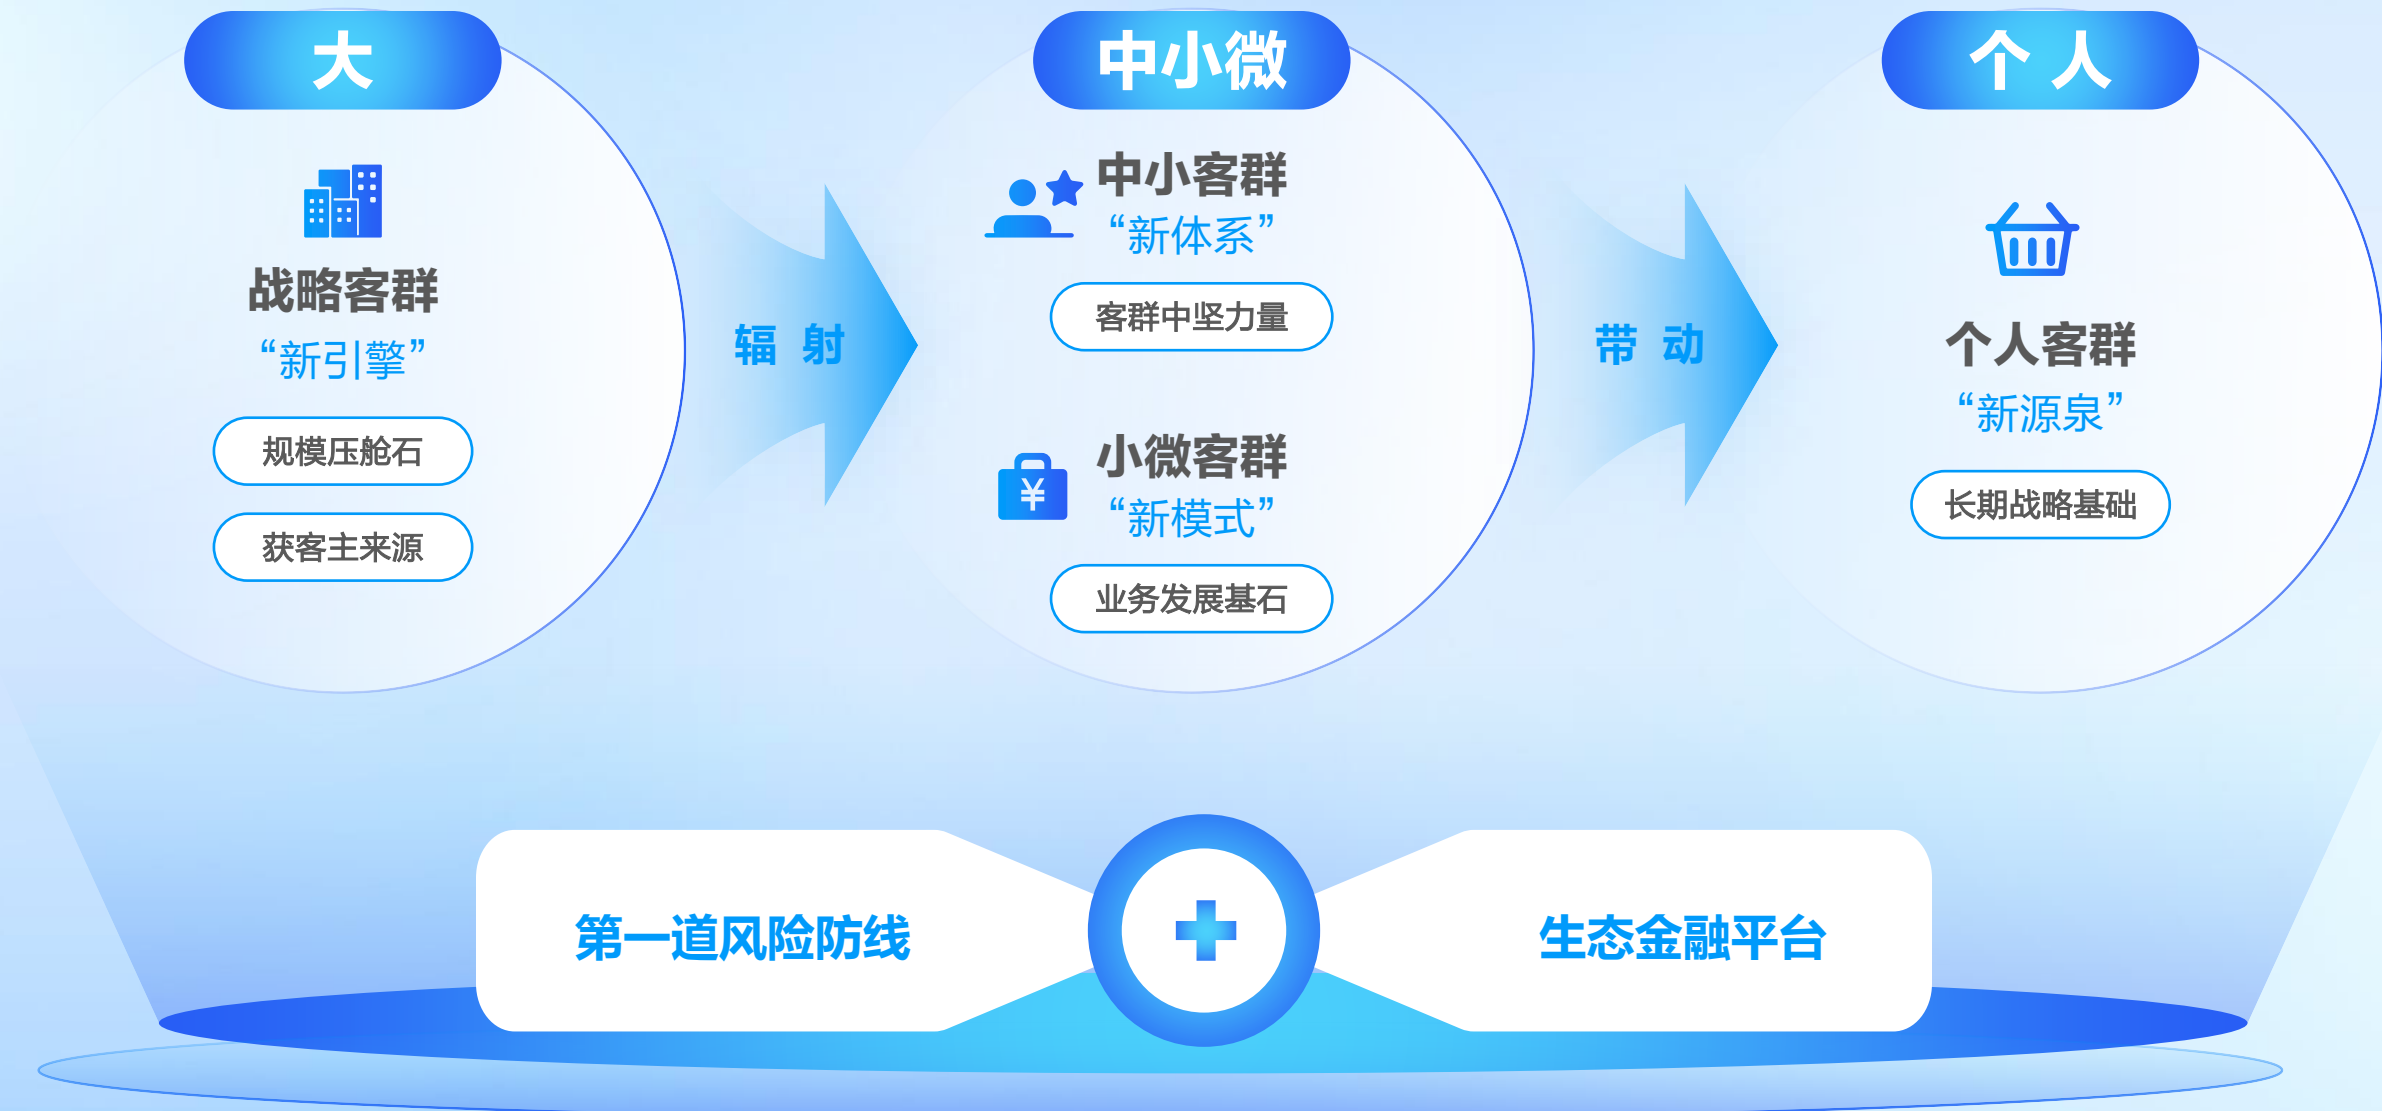 大
战略客群
“新引擎”
规模压舱石
获客主来源
辐 射
中小微
中小客群
“新体系”
客群中坚力量
小微客群
“新模式”
业务发展基石
带 动
个 人
个人客群
“新源泉”
长期战略基础
第一道风险防线
生态金融平台